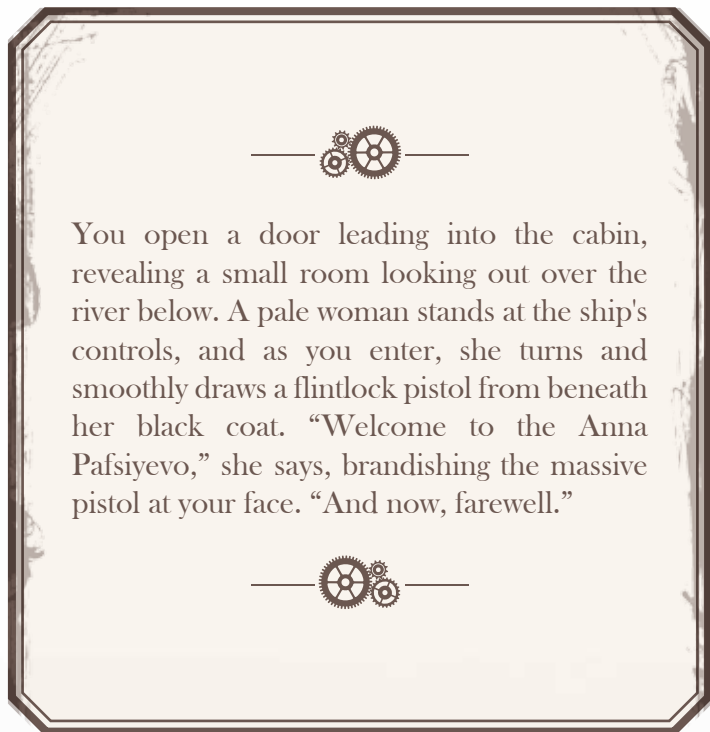 You open a door leading into the cabin,
revealing a small room looking out over the
river below. A pale woman stands at the ship's
controls, and as you enter, she turns and
smoothly draws a flintlock pistol from beneath
her black coat. “Welcome to the Anna
Pafsiyevo,” she says, brandishing the massive
pistol at your face. “And now, farewell.”